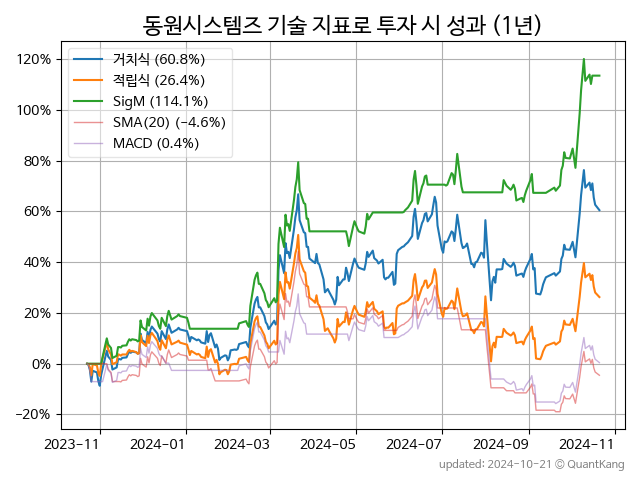 동원시스템즈 기술 지표로 투자 시 성과 (1년)
거치식 (60.8%)
적립식 (26.4%)
SigM (114.1%)
SMA(20) (−4.6%)
MACD (0.4%)
120%
100%
80%
60%
40%
20%
0%
−20%
2023-11 2024-01 2024-03 2024-05 2024-07 2024-09 2024-11
updated: 2024-10-21 © QuantKang